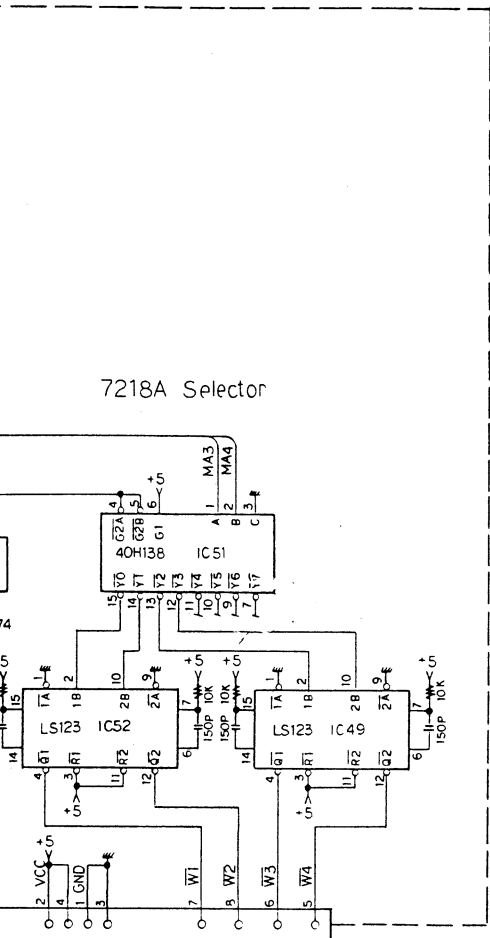 7218A Selector
MA3
MA4
+5
4 5 6 1 2 3
G2A G2B G1 A B C
40H138 IC51
Y0 Y1 Y2 Y3 Y4 Y5 Y6 Y7
15 14 13 12 11 10 9 7
74
5 +5 +5 +5
15 1 2 10 9 7 10K 10K 15 1 2 10 9 7 10K
1A 1B 2B 2A 1A 1B 2B 2A
LS123 IC52 150P 150P LS123 IC49 150P
14 6 14 6
Q1 R1 R2 Q2 Q1 R1 R2 Q2
4 3 11 12 4 3 11 12
+5 +5
+5
VCC GND W1 W2 W3 W4
2 4 1 3 7 8 6 5